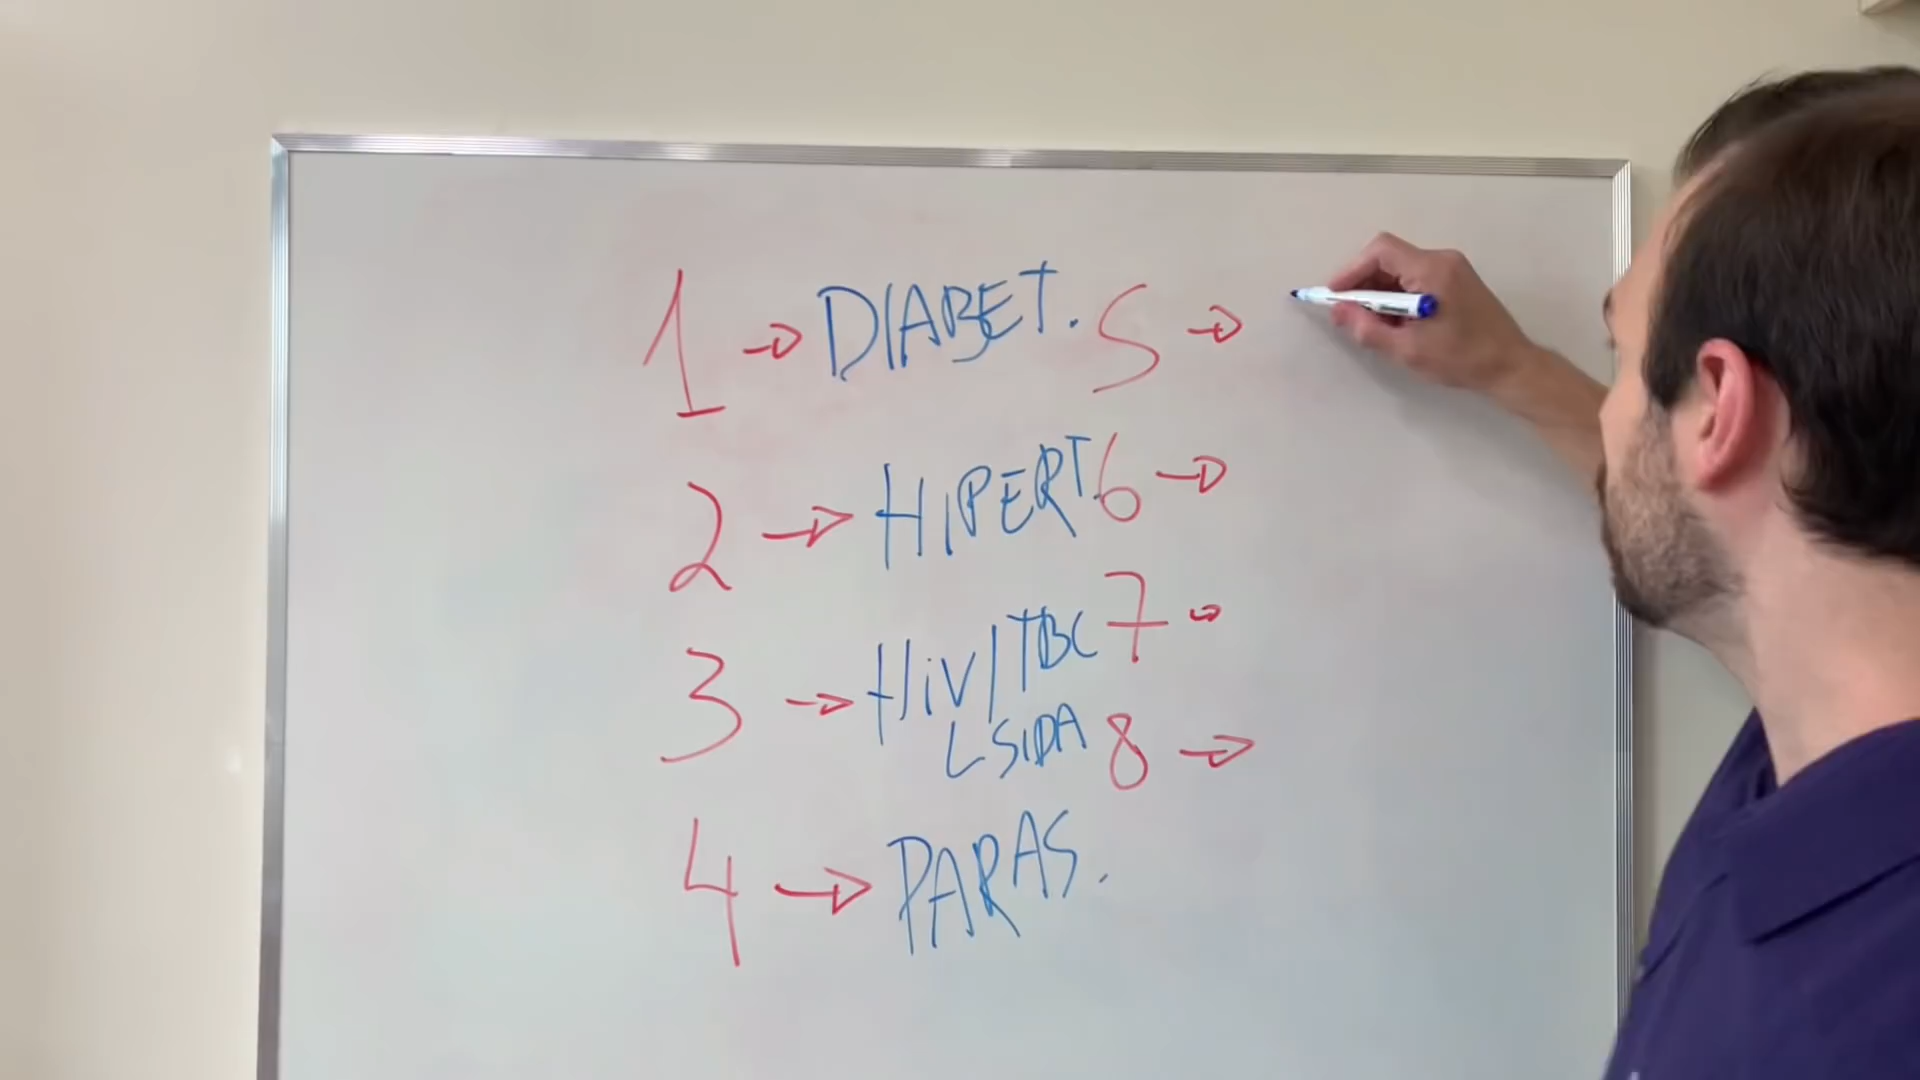 1 → DIABET.
2 → HIPERT.
3 → HIV/TBC
L SIDA
4 → PARAS.
5 →
6 →
7 →
8 →